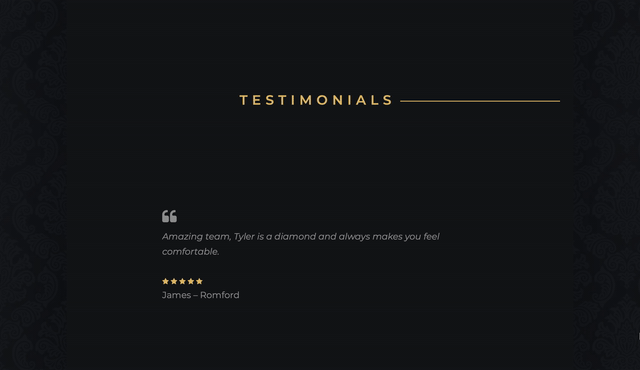 TESTIMONIALS
Amazing team, Tyler is a diamond and always makes you feel
comfortable.
James – Romford